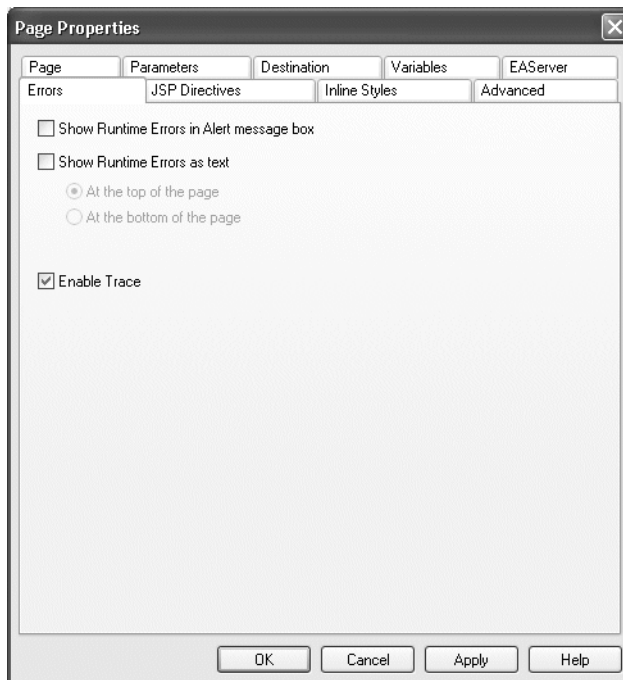 Page Properties
Page Parameters Destination Variables EAServer
Errors JSP Directives Inline Styles Advanced
Show Runtime Errors in Alert message box
Show Runtime Errors as text
At the top of the page
At the bottom of the page
Enable Trace
OK Cancel Apply Help